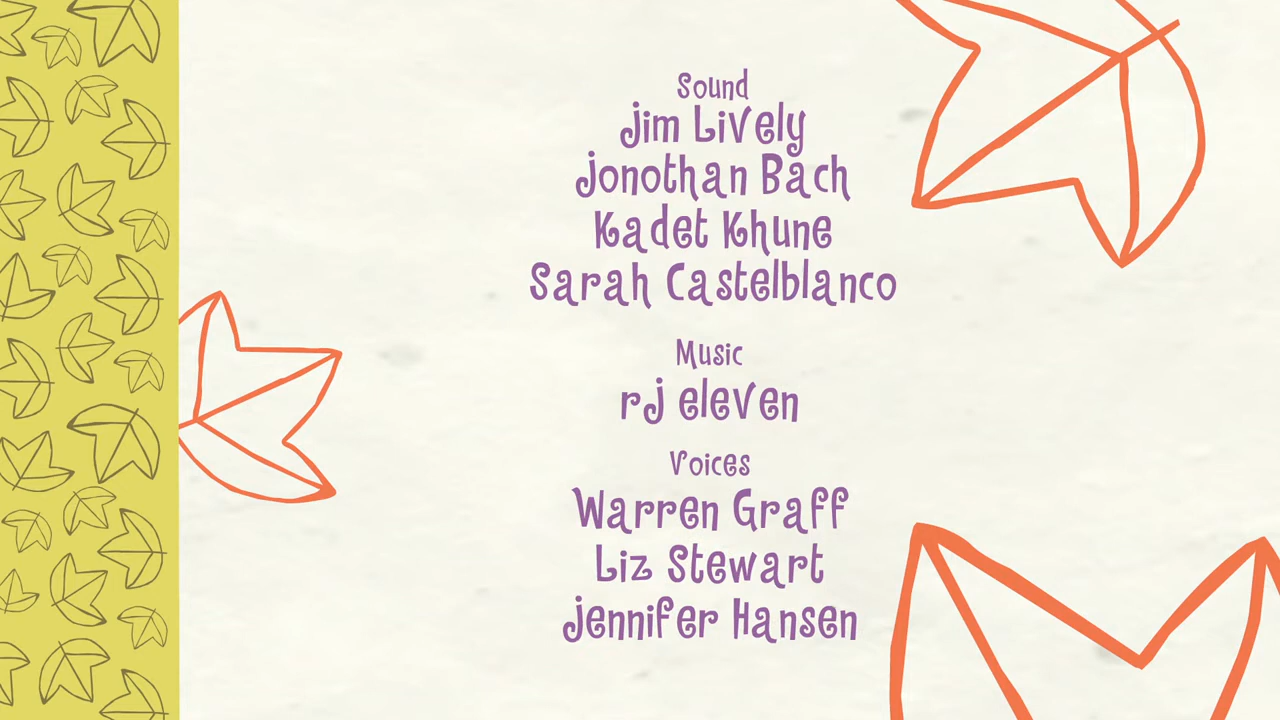 Sound
Jim Lively
Jonothan Bach
Kadet Khune
Sarah Castelblanco
Music
rj eleven
Voices
Warren Graff
Liz Stewart
Jennifer Hansen